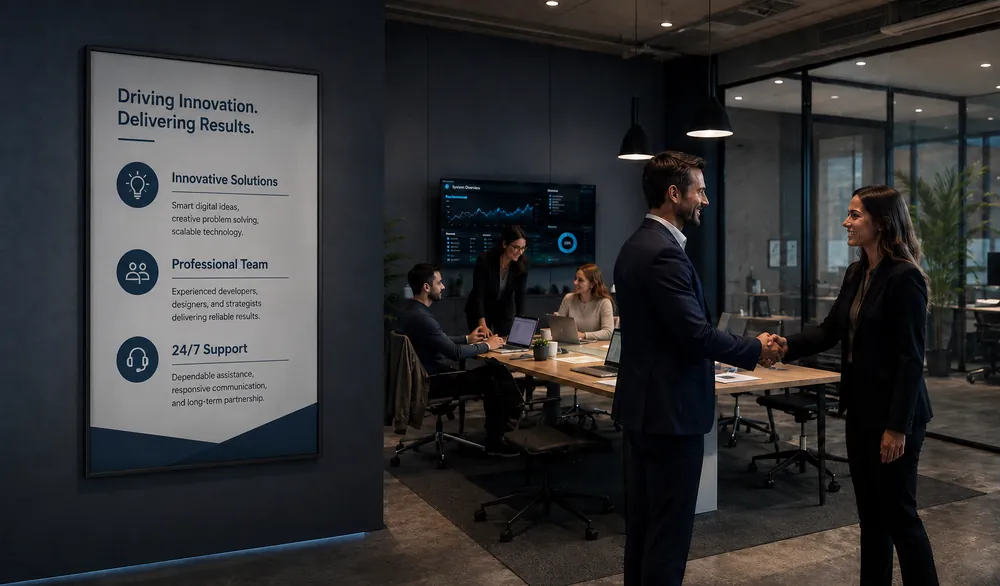 Driving Innovation.
Delivering Results.
Innovative Solutions
Smart digital ideas,
creative problem solving,
scalable technology.
Professional Team
Experienced developers,
designers, and strategists
delivering reliable results.
24/7 Support
Dependable assistance,
responsive communication,
and long-term partnership.
System Overview